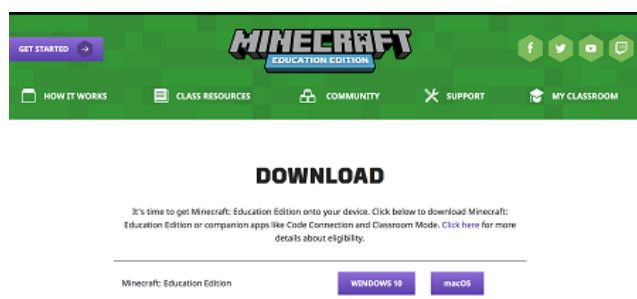 GET STARTED
MINECRAFT
EDUCATION EDITION
HOW IT WORKS
CLASS RESOURCES
COMMUNITY
SUPPORT
MY CLASSROOM
DOWNLOAD
It's time to get Minecraft: Education Edition onto your device. Click below to download Minecraft:
Education Edition or companion apps like Code Connection and Classroom Mode. Click here for more
details about eligibility.
Minecraft: Education Edition
WINDOWS 10
macOS